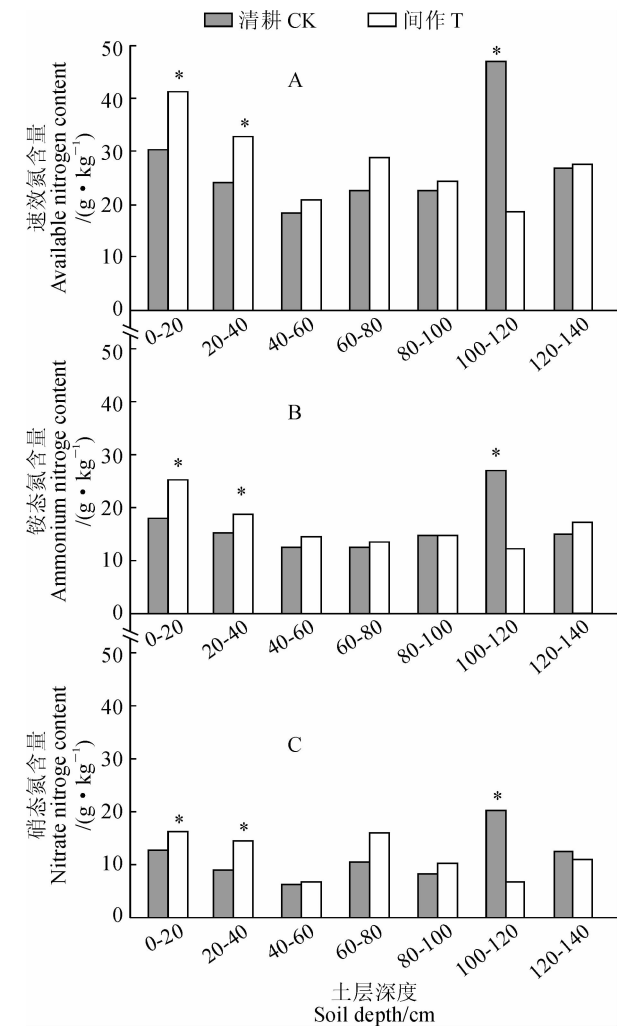 清耕 CK 间作 T
A
速效氮含量
Available nitrogen content
/(g·kg⁻¹)
50
40
30
20
10
0
* * *
0-20 20-40 40-60 60-80 80-100 100-120 120-140
B
铵态氮含量
Ammonium nitroge content
/(g·kg⁻¹)
50
40
30
20
10
0
* * *
0-20 20-40 40-60 60-80 80-100 100-120 120-140
C
硝态氮含量
Nitrate nitroge content
/(g·kg⁻¹)
50
40
30
20
10
0
* * *
0-20 20-40 40-60 60-80 80-100 100-120 120-140
土层深度
Soil depth/cm